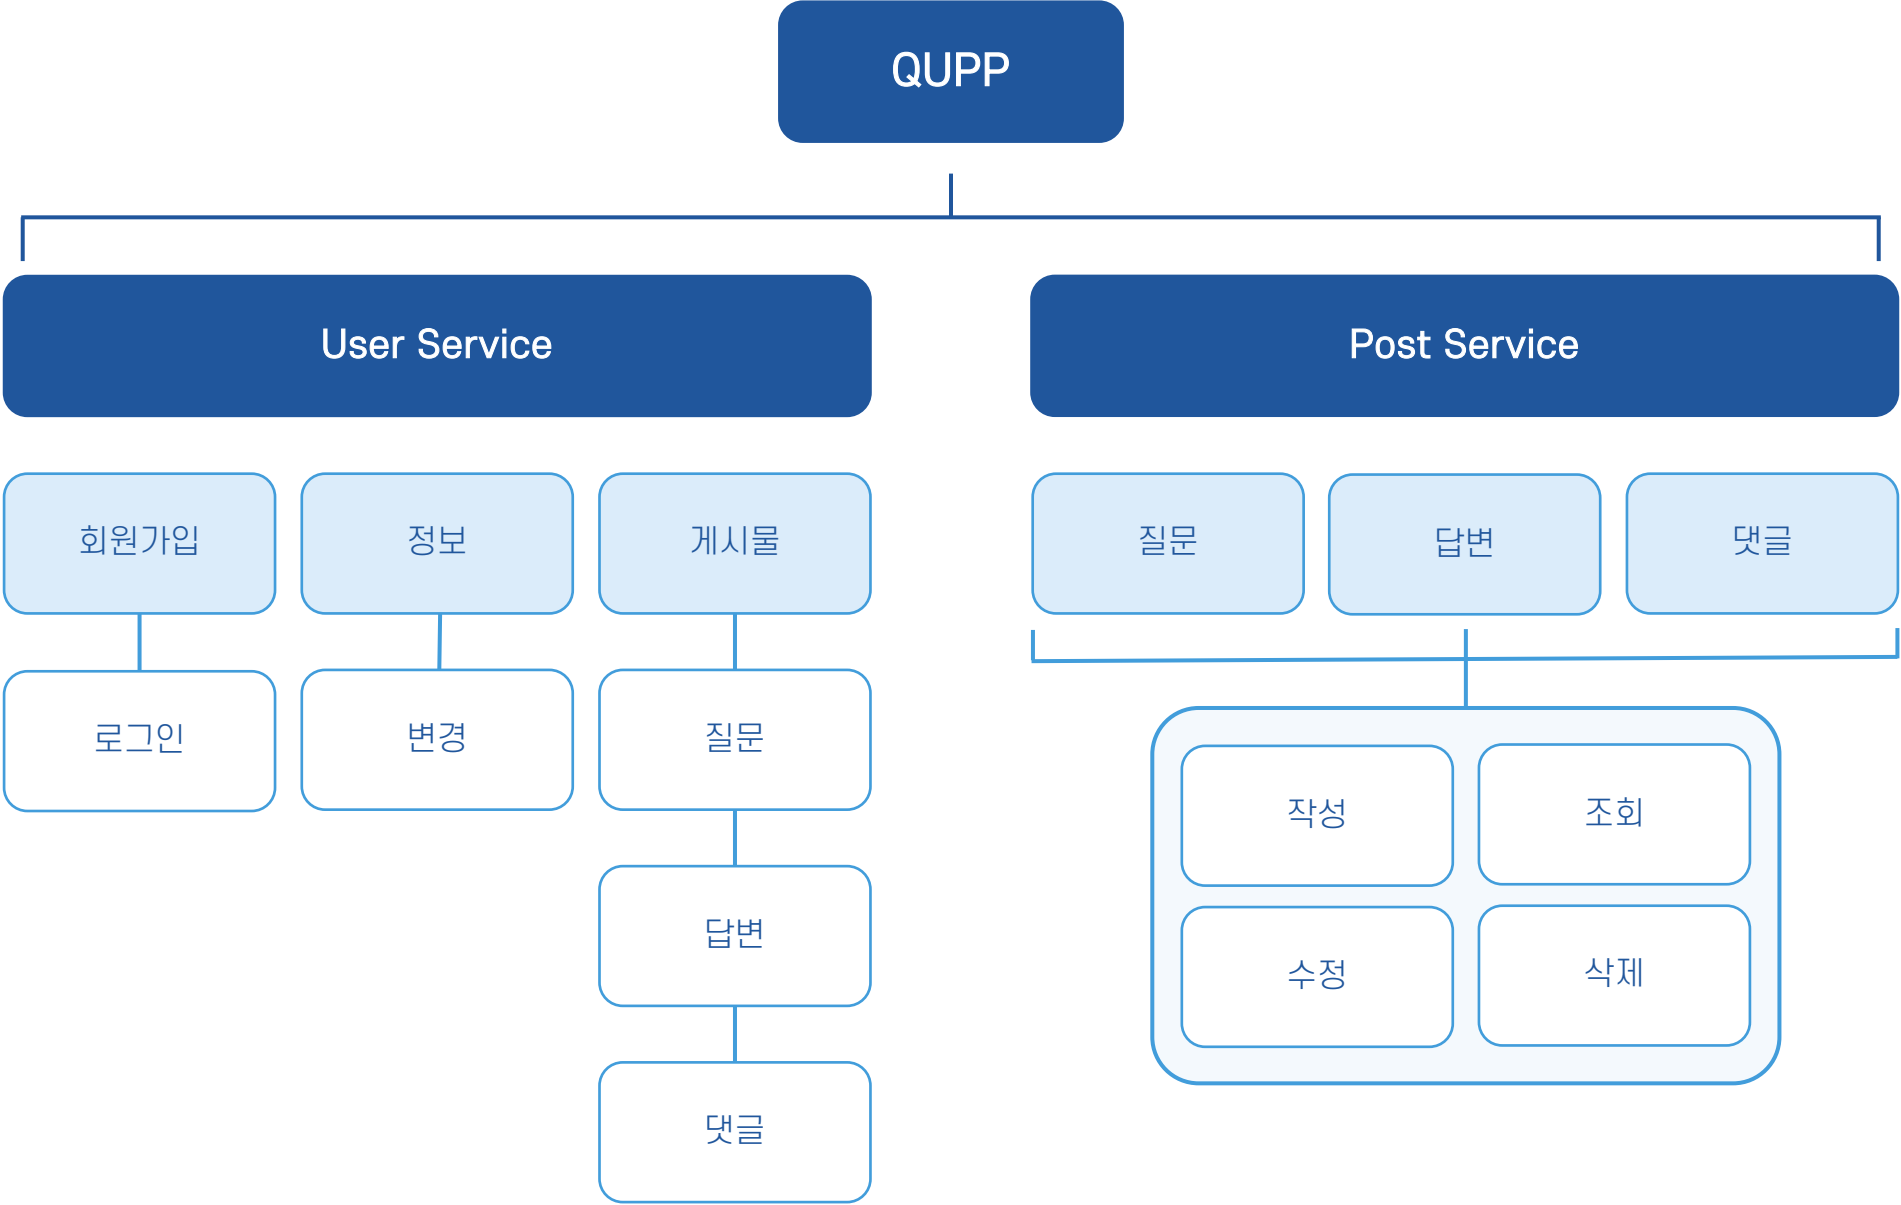 QUPP
User Service
Post Service
회원가입
정보
게시물
질문
답변
댓글
로그인
변경
질문
답변
댓글
작성
조회
수정
삭제